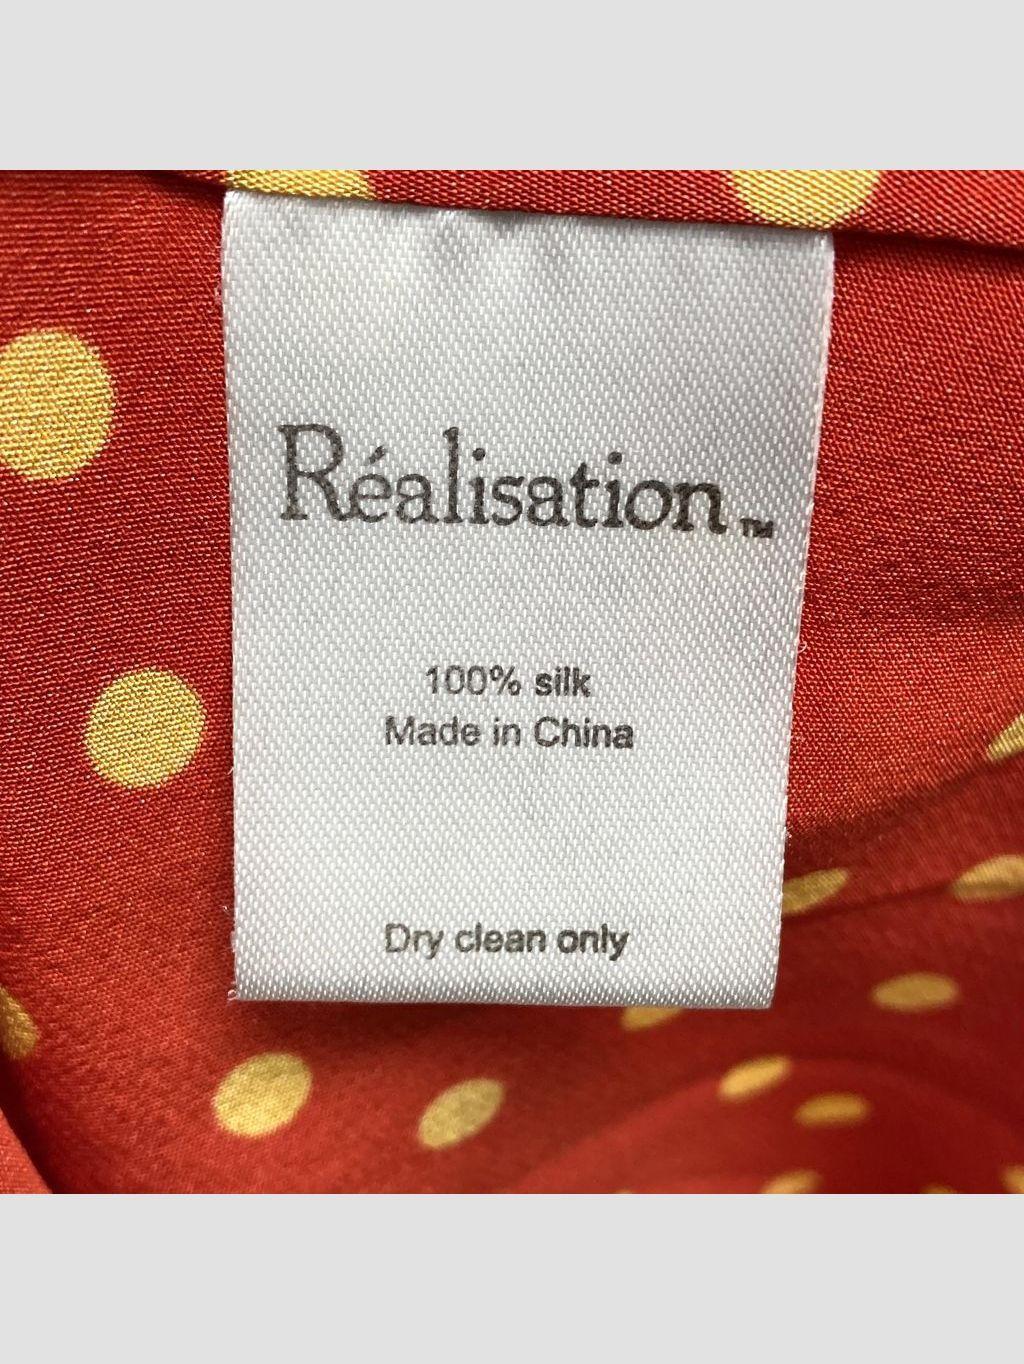 Réalisation™
100% silk
Made in China
Dry clean only